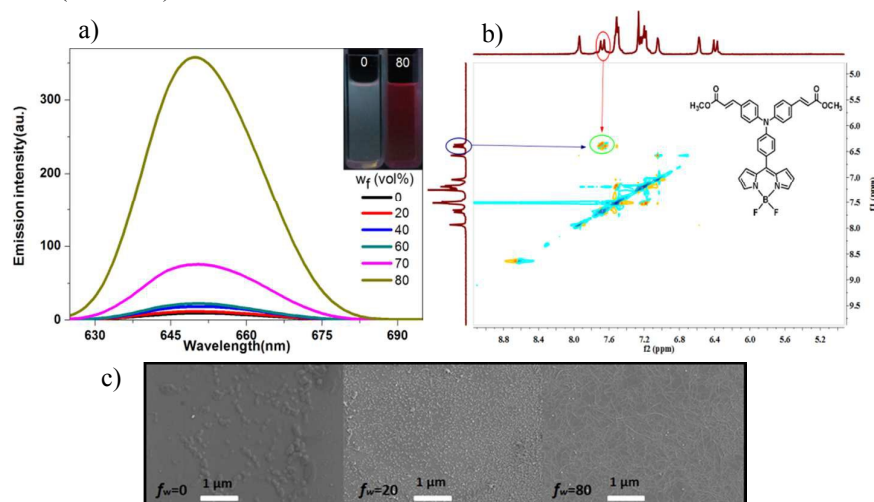 a)
b)
0 80
Emission intensity(au.)
300
200
100
0
w_f (vol%)
0
20
40
60
70
80
630 645 660 675 690
Wavelength(nm)
H3CO
O
O
OCH3
N
N
N
B
F
F
5.0
5.5
6.0
6.5
7.0
7.5
8.0
8.5
9.0
9.5
f1 (ppm)
8.8 8.4 8.0 7.6 7.2 6.8 6.4 6.0 5.6 5.2
f2 (ppm)
c)
f_w=0 1 µm
f_w=20 1 µm
f_w=80 1 µm